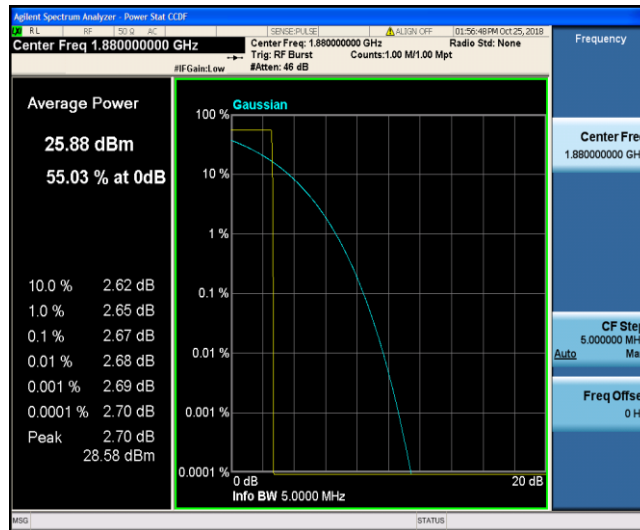 Agilent Spectrum Analyzer - Power Stat CCDF
RL RF 50 Ω AC SENSE:PULSE ALIGN OFF 01:56:48 PM Oct 25, 2018
Center Freq 1.880000000 GHz
Center Freq: 1.880000000 GHz Radio Std: None
Trig: RF Burst Counts:1.00 M/1.00 Mpt
#IFGain:Low #Atten: 46 dB
Frequency
Average Power
25.88 dBm
55.03 % at 0dB
10.0 % 2.62 dB
1.0 % 2.65 dB
0.1 % 2.67 dB
0.01 % 2.68 dB
0.001 % 2.69 dB
0.0001 % 2.70 dB
Peak 2.70 dB
28.58 dBm
Gaussian
100 %
10 %
1 %
0.1 %
0.01 %
0.001 %
0.0001 %
0 dB 20 dB
Info BW 5.0000 MHz
Center Fre
1.880000000 GH
CF Step
5.000000 MH
Auto Ma
Freq Offse
0 H
MSG STATUS